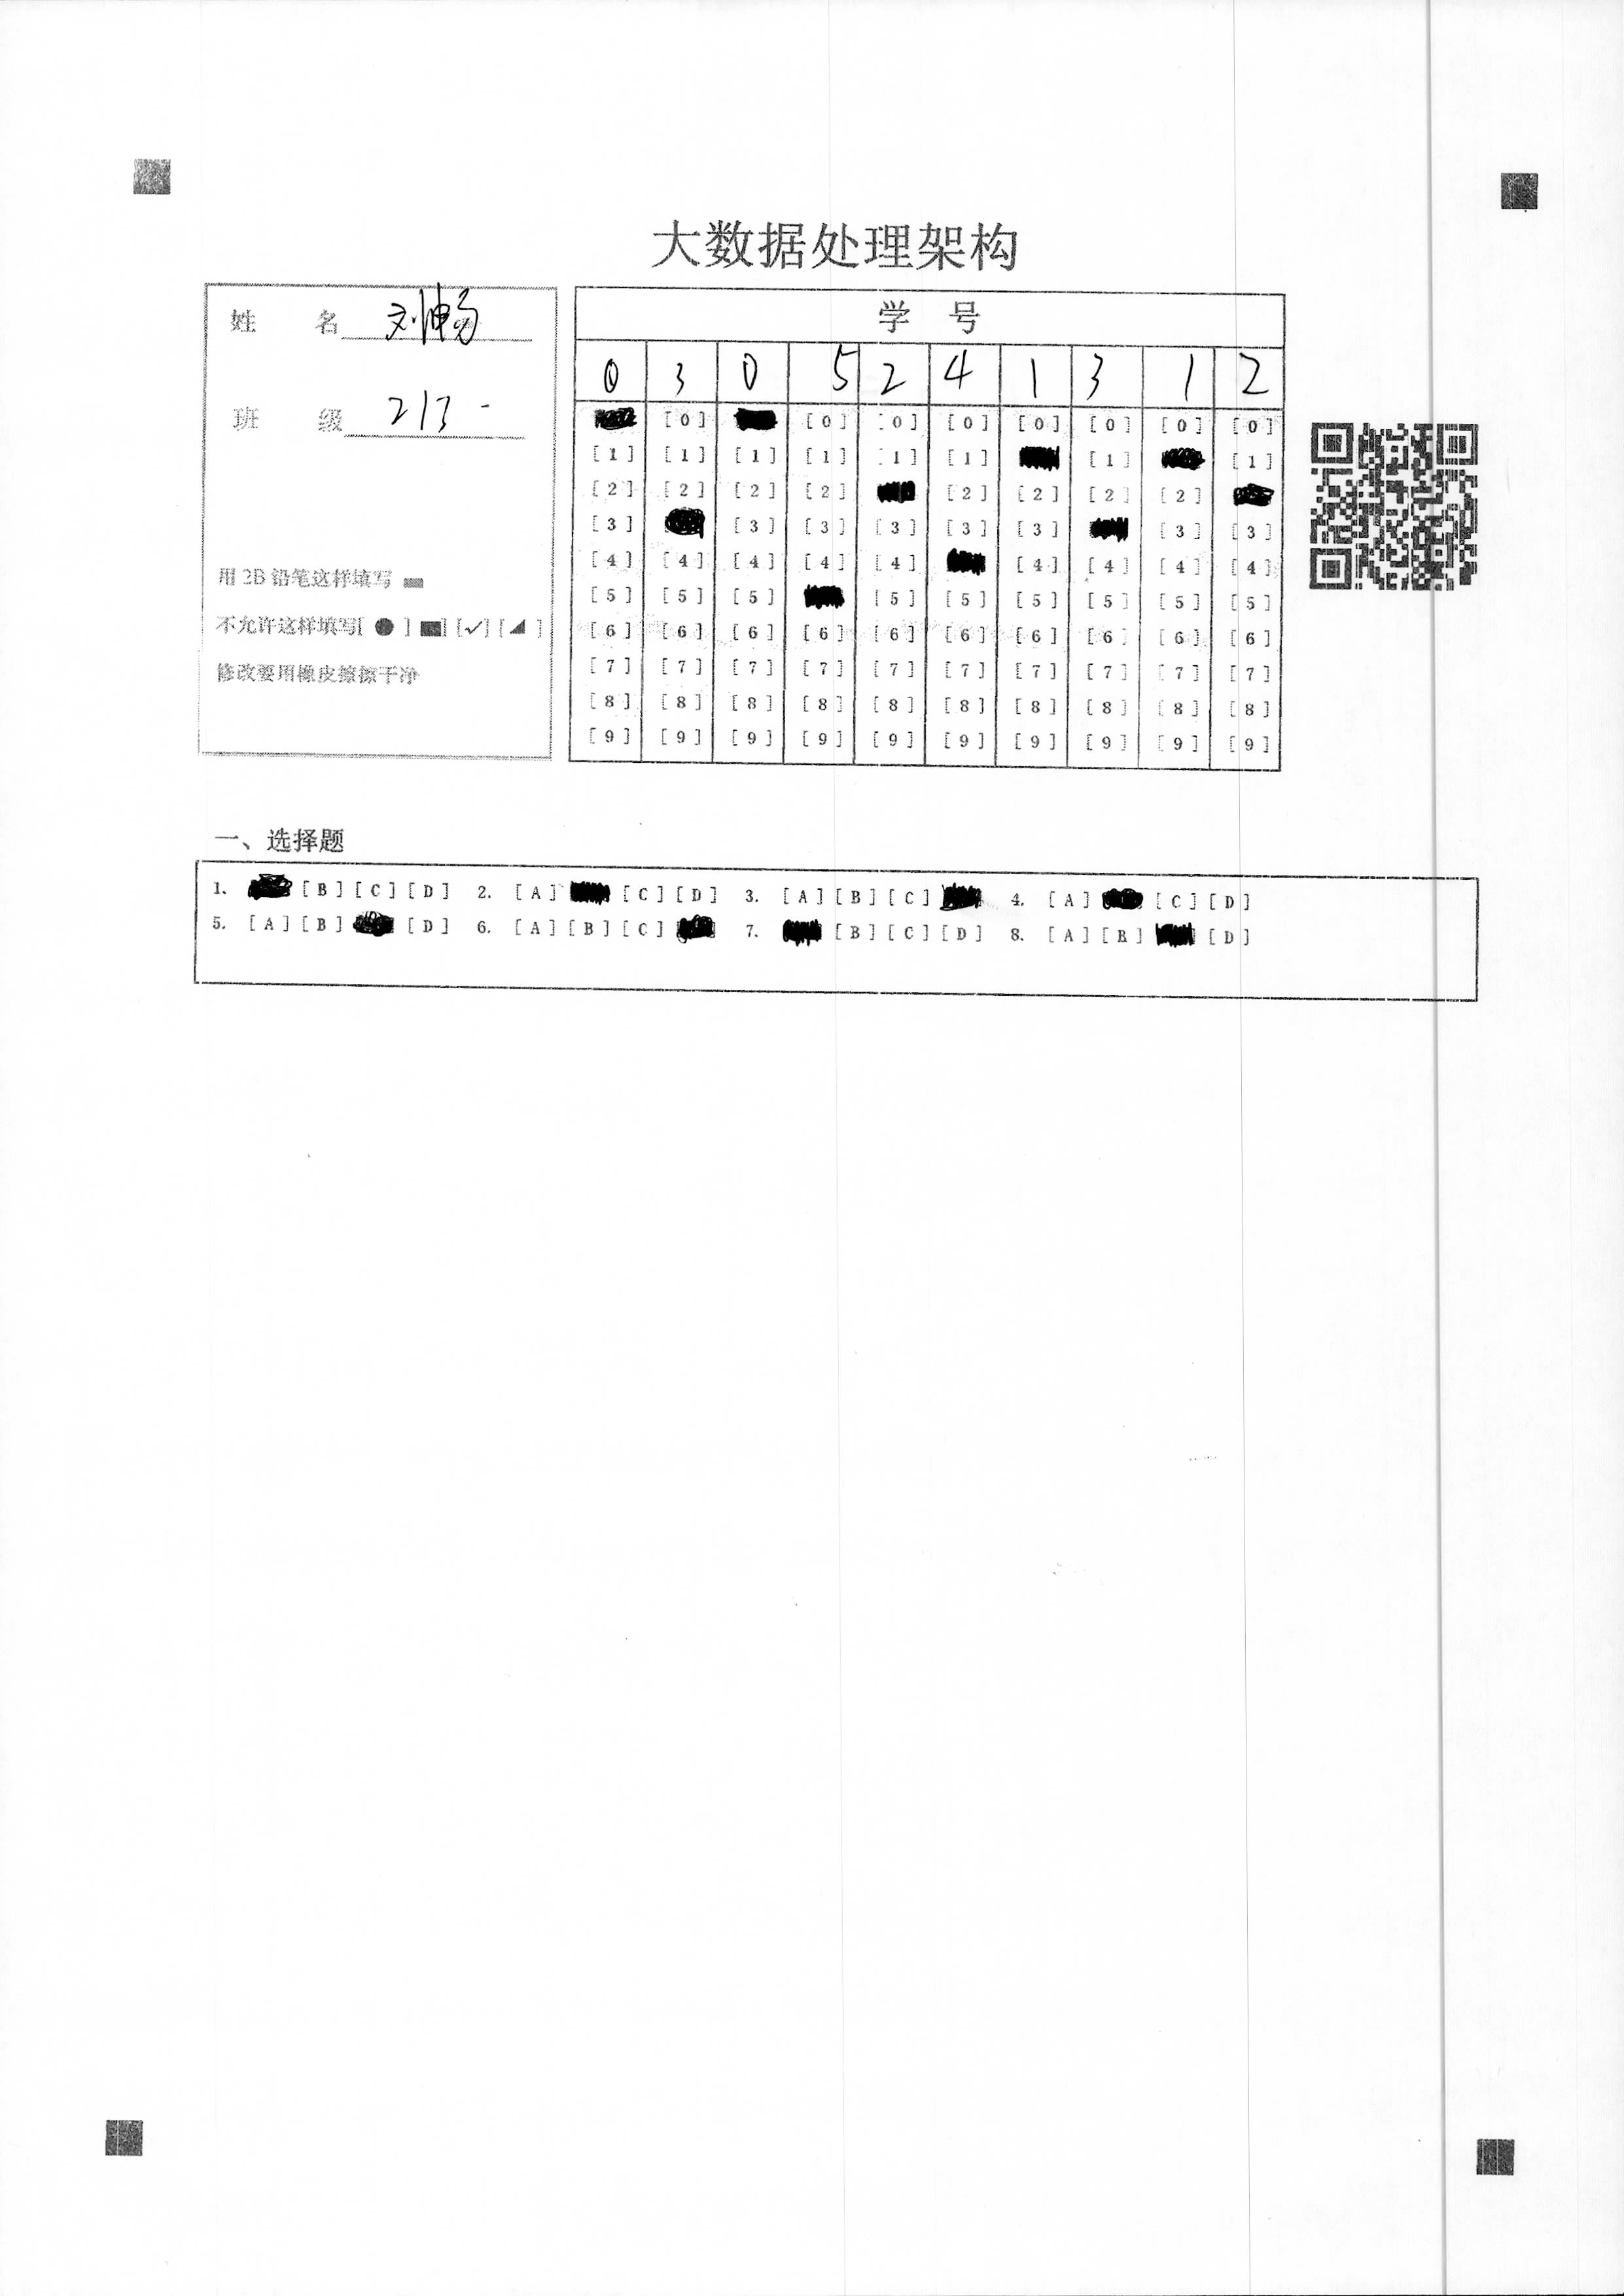 大数据处理架构
姓 名 刘畅
班 级 213
用 2B 铅笔这样填写
不允许这样填写[ ● ] [✓] [◢ ]
修改要用橡皮擦擦干净
学 号
0 3 0 5 2 4 1 3 1 2
[0] [0] [0] [0] [0] [0] [0] [0]
[1] [1] [1] [1] [1] [1] [1] [1]
[2] [2] [2] [2] [2] [2] [2] [2]
[3] [3] [3] [3] [3] [3] [3] [3]
[4] [4] [4] [4] [4] [4] [4] [4] [4]
[5] [5] [5] [5] [5] [5] [5] [5] [5]
[6] [6] [6] [6] [6] [6] [6] [6] [6] [6]
[7] [7] [7] [7] [7] [7] [7] [7] [7] [7]
[8] [8] [8] [8] [8] [8] [8] [8] [8] [8]
[9] [9] [9] [9] [9] [9] [9] [9] [9] [9]
一、选择题
1. [B] [C] [D] 2. [A] [C] [D] 3. [A] [B] [C] 4. [A] [C] [D]
5. [A] [B] [D] 6. [A] [B] [C] 7. [B] [C] [D] 8. [A] [B] [D]